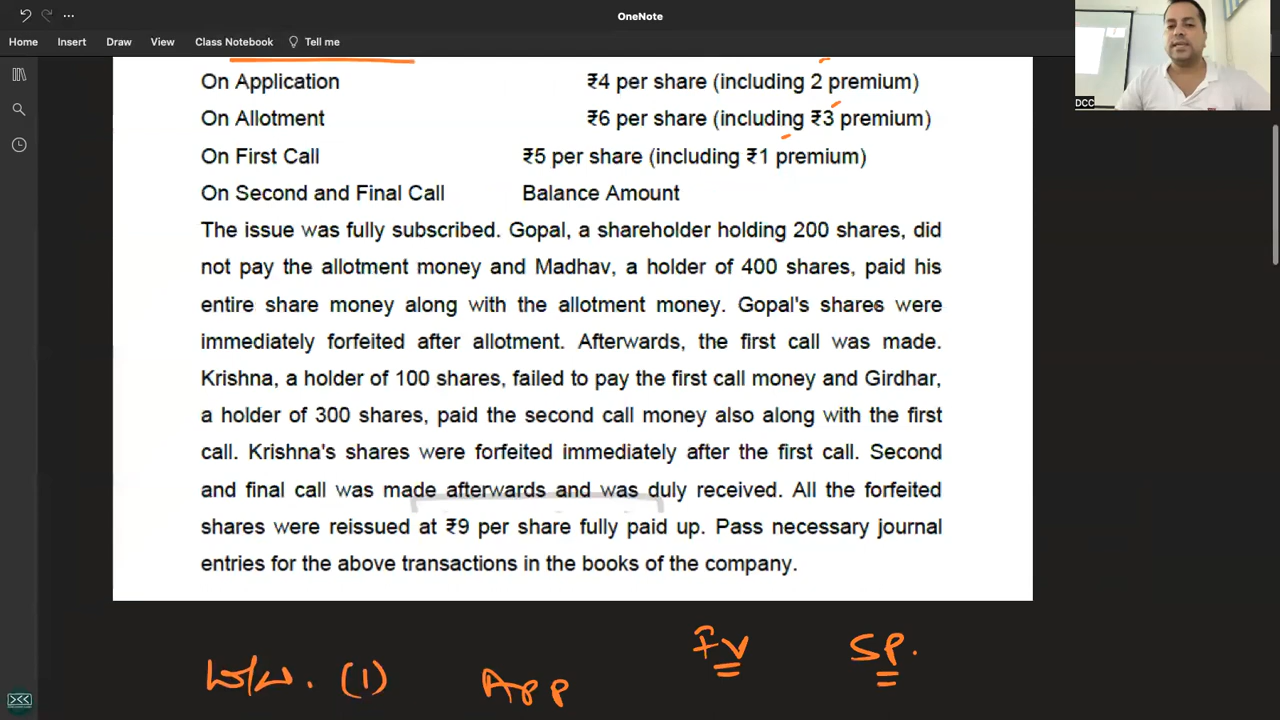 OneNote
Home Insert Draw View Class Notebook Tell me
DCC
On Application ₹4 per share (including 2 premium)
On Allotment ₹6 per share (including ₹3 premium)
On First Call ₹5 per share (including ₹1 premium)
On Second and Final Call Balance Amount
The issue was fully subscribed. Gopal, a shareholder holding 200 shares, did
not pay the allotment money and Madhav, a holder of 400 shares, paid his
entire share money along with the allotment money. Gopal's shares were
immediately forfeited after allotment. Afterwards, the first call was made.
Krishna, a holder of 100 shares, failed to pay the first call money and Girdhar,
a holder of 300 shares, paid the second call money also along with the first
call. Krishna's shares were forfeited immediately after the first call. Second
and final call was made afterwards and was duly received. All the forfeited
shares were reissued at ₹9 per share fully paid up. Pass necessary journal
entries for the above transactions in the books of the company.
FV SP.
W/W. (1) App